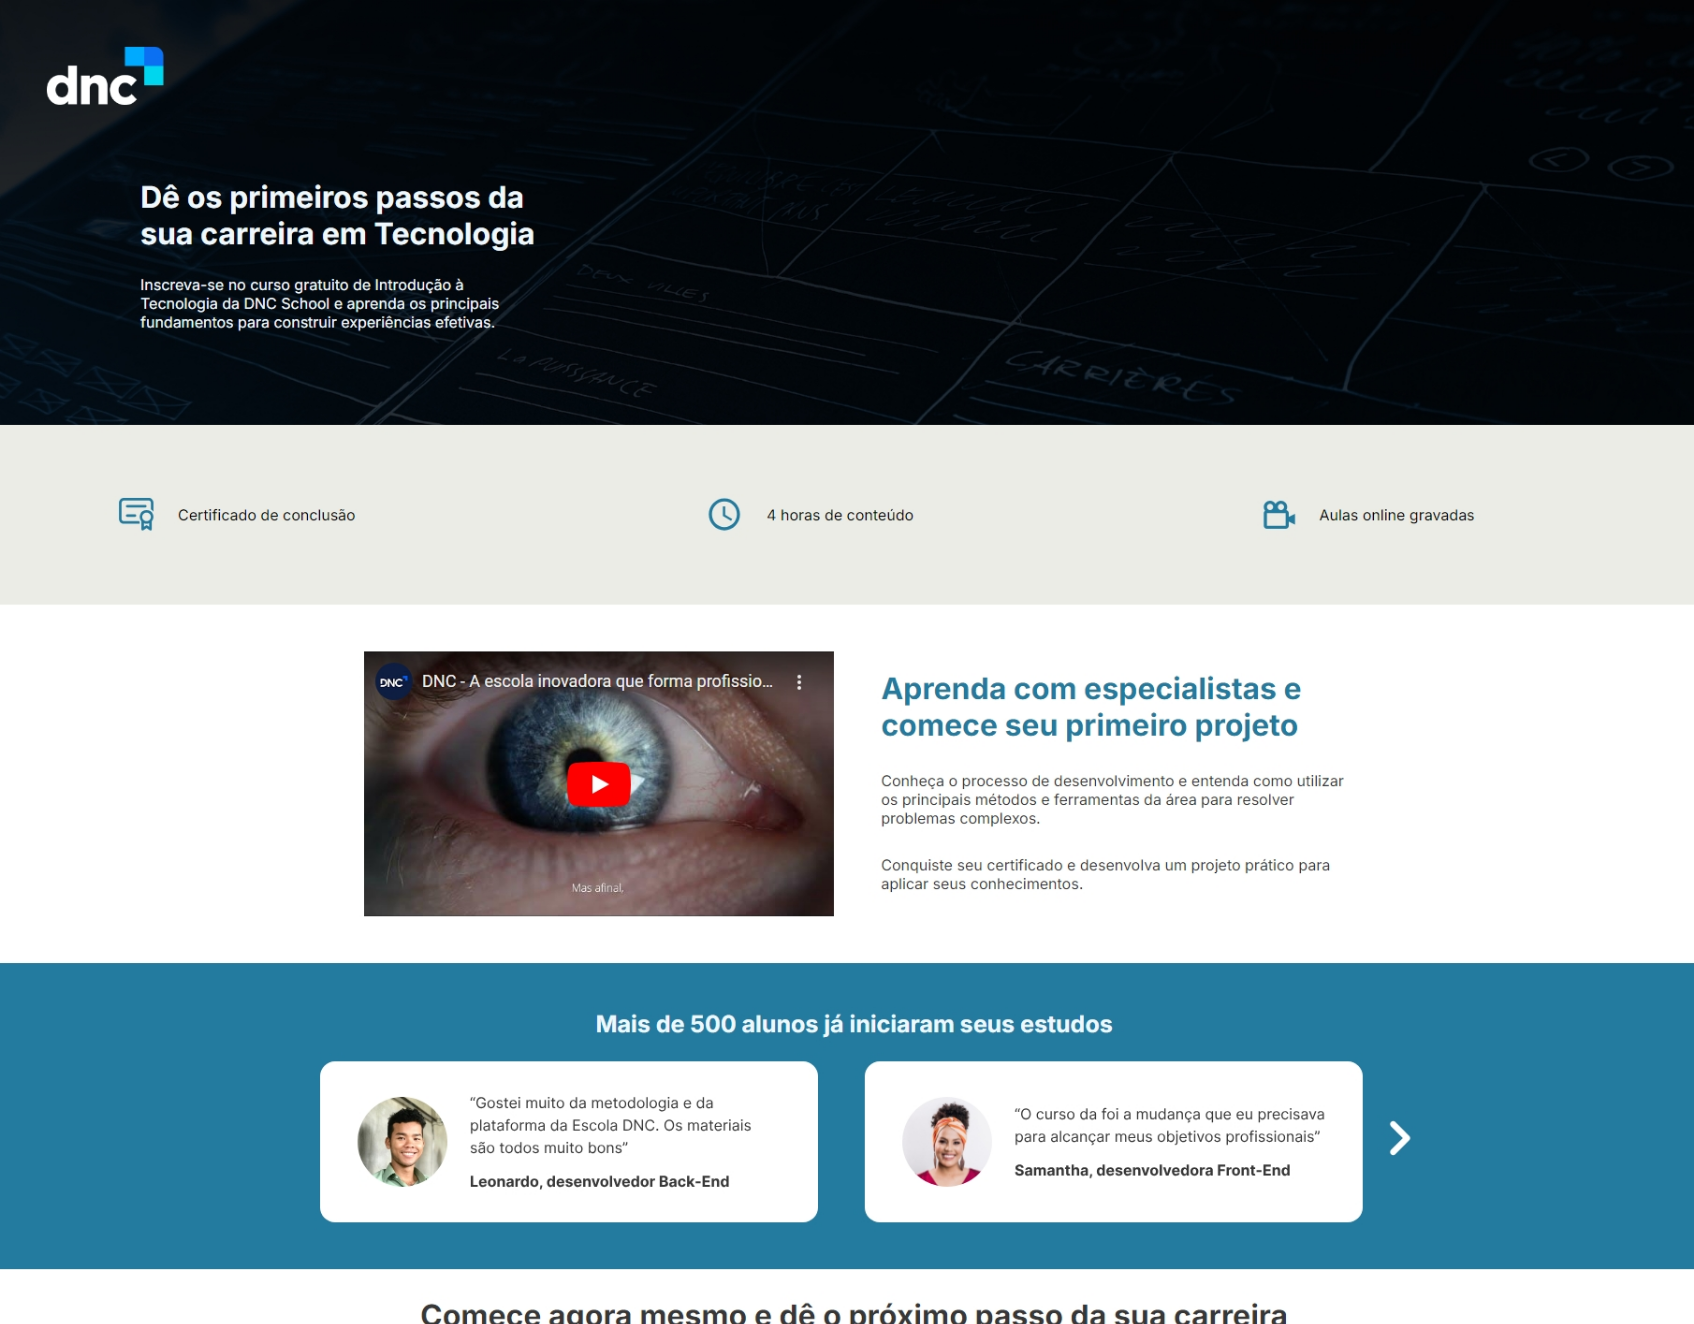 dnc
Dê os primeiros passos da
sua carreira em Tecnologia
Inscreva-se no curso gratuito de Introdução à
Tecnologia da DNC School e aprenda os principais
fundamentos para construir experiências efetivas.
DEUX VILLES
LA PUISSANCE
CARRIÈRES
Certificado de conclusão
4 horas de conteúdo
Aulas online gravadas
DNC
DNC - A escola inovadora que forma profissio...
Mas afinal,
Aprenda com especialistas e
comece seu primeiro projeto
Conheça o processo de desenvolvimento e entenda como utilizar
os principais métodos e ferramentas da área para resolver
problemas complexos.
Conquiste seu certificado e desenvolva um projeto prático para
aplicar seus conhecimentos.
Mais de 500 alunos já iniciaram seus estudos
“Gostei muito da metodologia e da
plataforma da Escola DNC. Os materiais
são todos muito bons”
Leonardo, desenvolvedor Back-End
“O curso da foi a mudança que eu precisava
para alcançar meus objetivos profissionais”
Samantha, desenvolvedora Front-End
Comece agora mesmo e dê o próximo passo da sua carreira